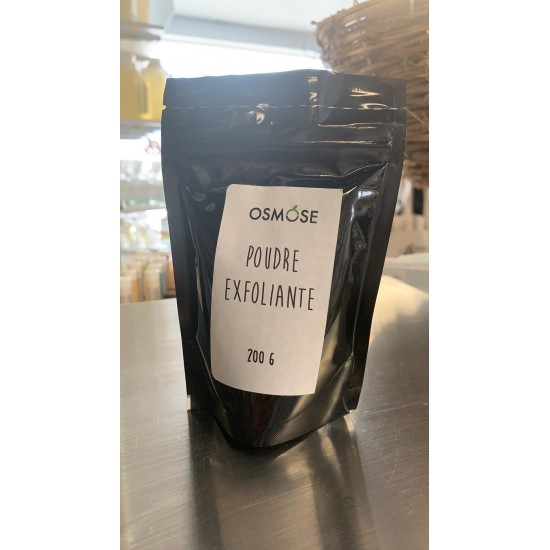 OSMOSE
POUDRE
EXFOLIANTE
200 G